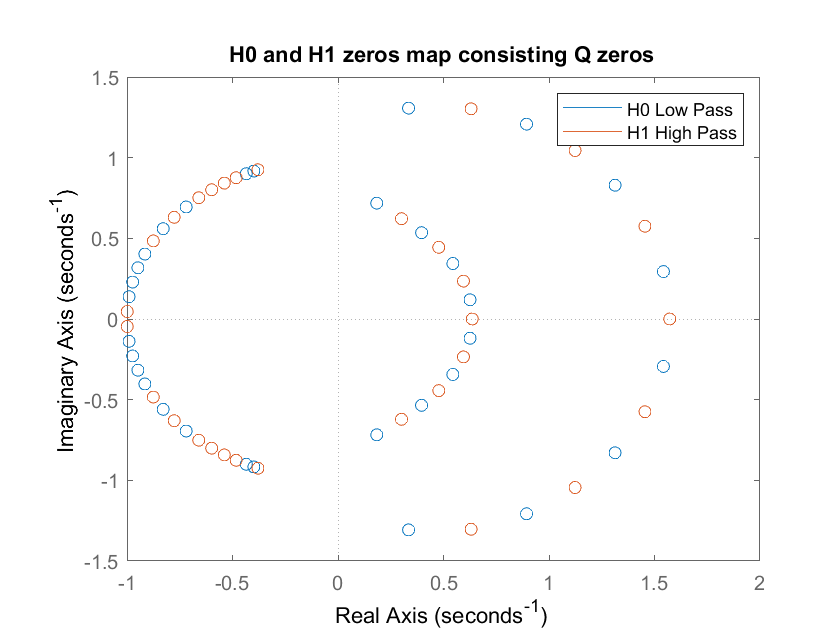 H0 and H1 zeros map consisting Q zeros
H0 Low Pass
H1 High Pass
1.5
1
0.5
0
-0.5
-1
-1.5
Imaginary Axis (seconds⁻¹)
-1 -0.5 0 0.5 1 1.5 2
Real Axis (seconds⁻¹)